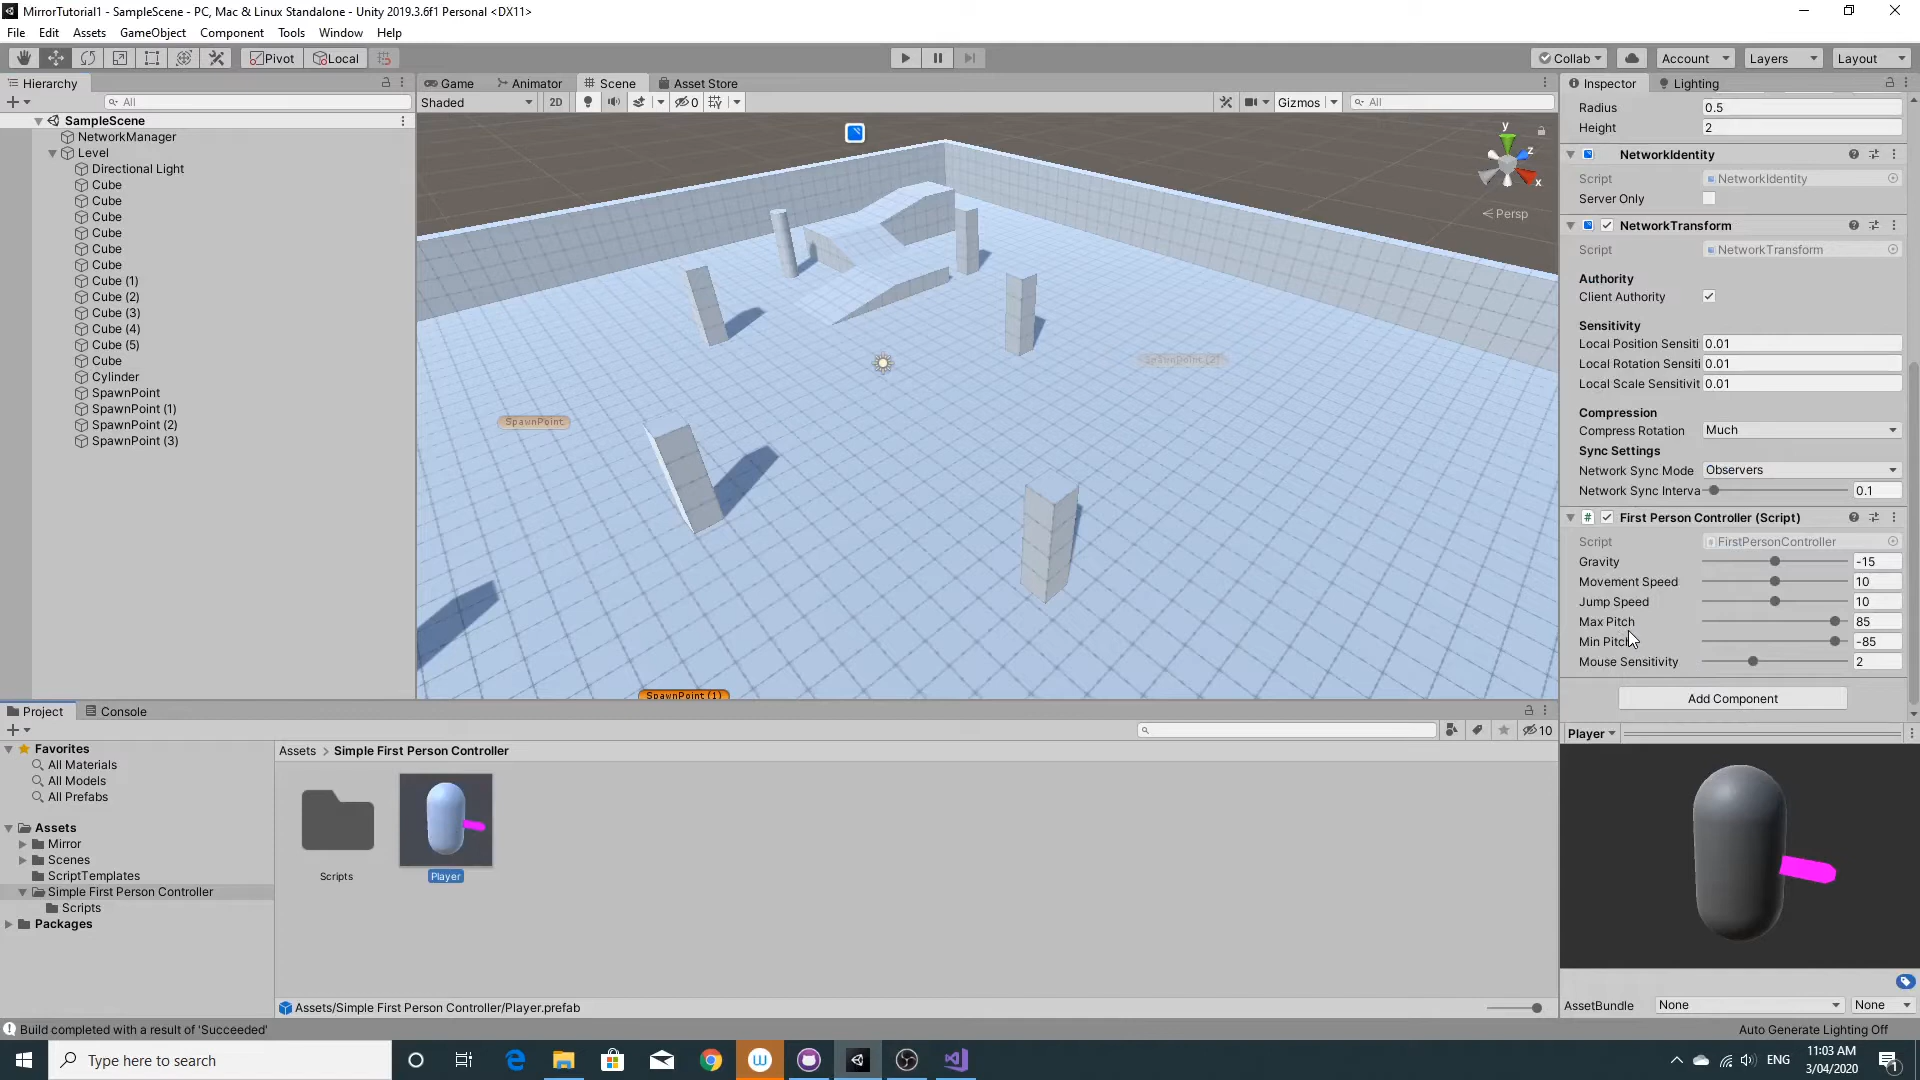 MirrorTutorial1 - SampleScene - PC, Mac & Linux Standalone - Unity 2019.3.6f1 Personal <DX11>
File Edit Assets GameObject Component Tools Window Help
Pivot Local Collab Account Layers Layout
Hierarchy
All
SampleScene
NetworkManager
Level
Directional Light
Cube
Cube
Cube
Cube
Cube
Cube
Cube (1)
Cube (2)
Cube (3)
Cube (4)
Cube (5)
Cube
Cylinder
SpawnPoint
SpawnPoint (1)
SpawnPoint (2)
SpawnPoint (3)
Game Animator Scene Asset Store
Shaded 2D 0 Gizmos All
y
z
x
Persp
SpawnPoint (2)
SpawnPoint
SpawnPoint (1)
Inspector Lighting
Radius 0.5
Height 2
NetworkIdentity
Script NetworkIdentity
Server Only
NetworkTransform
Script NetworkTransform
Authority
Client Authority
Sensitivity
Local Position Sensiti 0.01
Local Rotation Sensiti 0.01
Local Scale Sensitivit 0.01
Compression
Compress Rotation Much
Sync Settings
Network Sync Mode Observers
Network Sync Interva 0.1
# First Person Controller (Script)
Script FirstPersonController
Gravity -15
Movement Speed 10
Jump Speed 10
Max Pitch 85
Min Pitch -85
Mouse Sensitivity 2
Add Component
Player
AssetBundle None None
Project Console
10
Favorites
All Materials
All Models
All Prefabs
Assets
Mirror
Scenes
ScriptTemplates
Simple First Person Controller
Scripts
Packages
Assets > Simple First Person Controller
Scripts
Player
Assets/Simple First Person Controller/Player.prefab
Build completed with a result of 'Succeeded'
Auto Generate Lighting Off
Type here to search
ENG
11:03 AM
3/04/2020
1